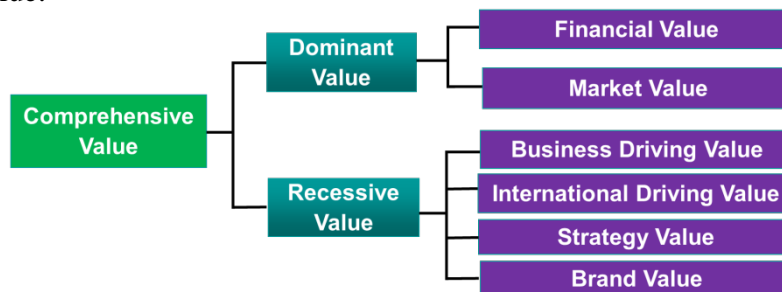 Comprehensive
Value
Dominant
Value
Financial Value
Market Value
Recessive
Value
Business Driving Value
International Driving Value
Strategy Value
Brand Value